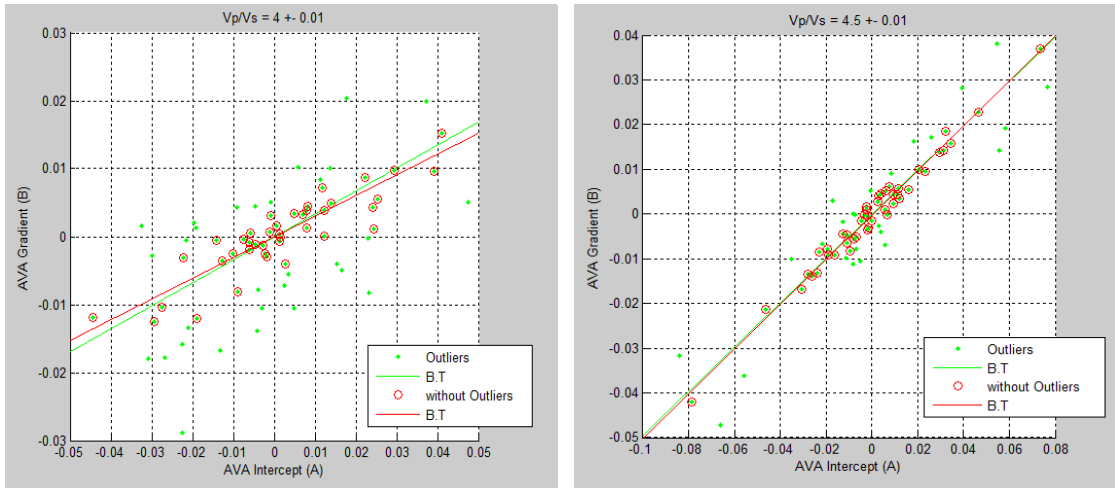 Vp/Vs = 4 +- 0.01
0.03
0.02
0.01
0
-0.01
-0.02
-0.03
AVA Gradient (B)
-0.05 -0.04 -0.03 -0.02 -0.01 0 0.01 0.02 0.03 0.04 0.05
AVA Intercept (A)
Outliers
B.T
without Outliers
B.T
Vp/Vs = 4.5 +- 0.01
0.04
0.03
0.02
0.01
0
-0.01
-0.02
-0.03
-0.04
-0.05
AVA Gradient (B)
-0.1 -0.08 -0.06 -0.04 -0.02 0 0.02 0.04 0.06 0.08
AVA Intercept (A)
Outliers
B.T
without Outliers
B.T